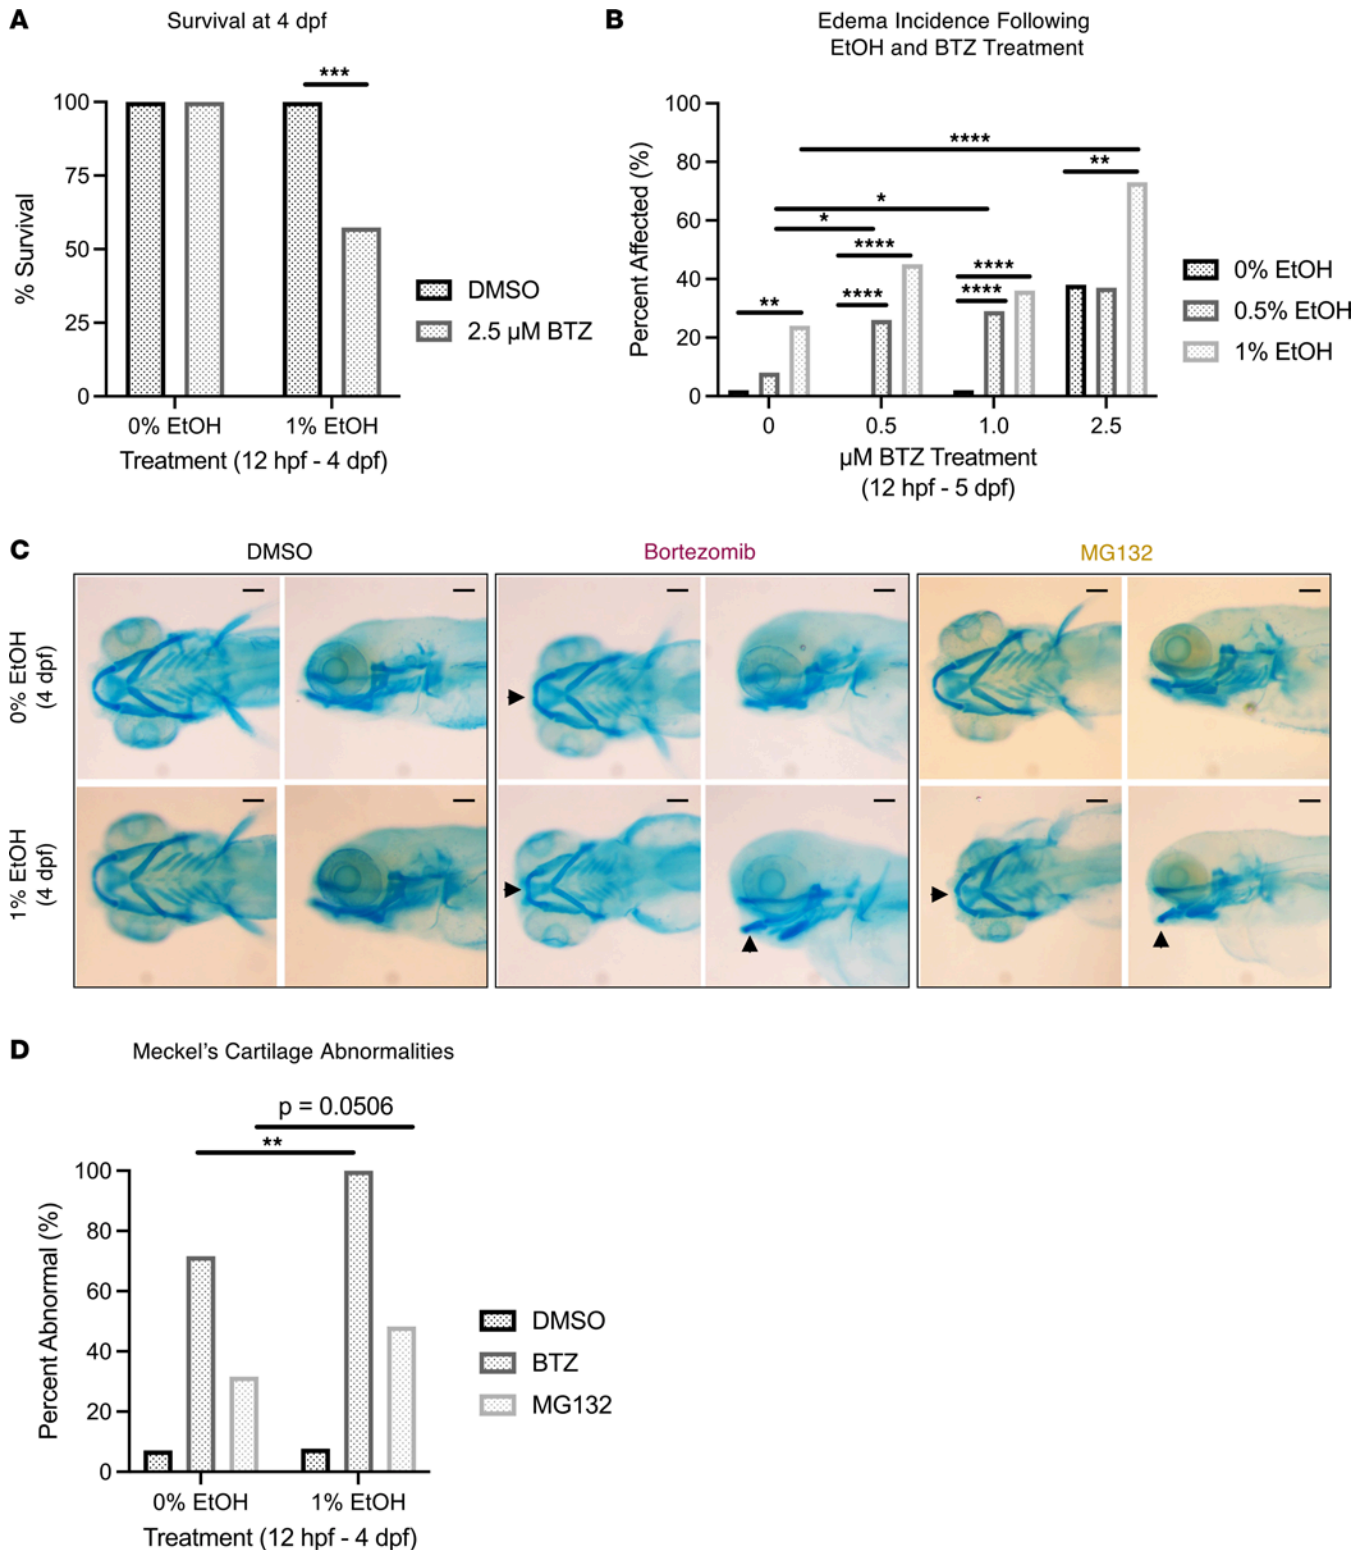 A
Survival at 4 dpf
***
100
75
50
25
0
% Survival
0% EtOH
1% EtOH
Treatment (12 hpf - 4 dpf)
DMSO
2.5 µM BTZ
B
Edema Incidence Following
EtOH and BTZ Treatment
100
80
60
40
20
0
Percent Affected (%)
****
**
*
*
****
****
****
****
**
0
0.5
1.0
2.5
µM BTZ Treatment
(12 hpf - 5 dpf)
0% EtOH
0.5% EtOH
1% EtOH
C
DMSO
Bortezomib
MG132
0% EtOH
(4 dpf)
1% EtOH
(4 dpf)
D
Meckel's Cartilage Abnormalities
p = 0.0506
**
100
80
60
40
20
0
Percent Abnormal (%)
0% EtOH
1% EtOH
Treatment (12 hpf - 4 dpf)
DMSO
BTZ
MG132